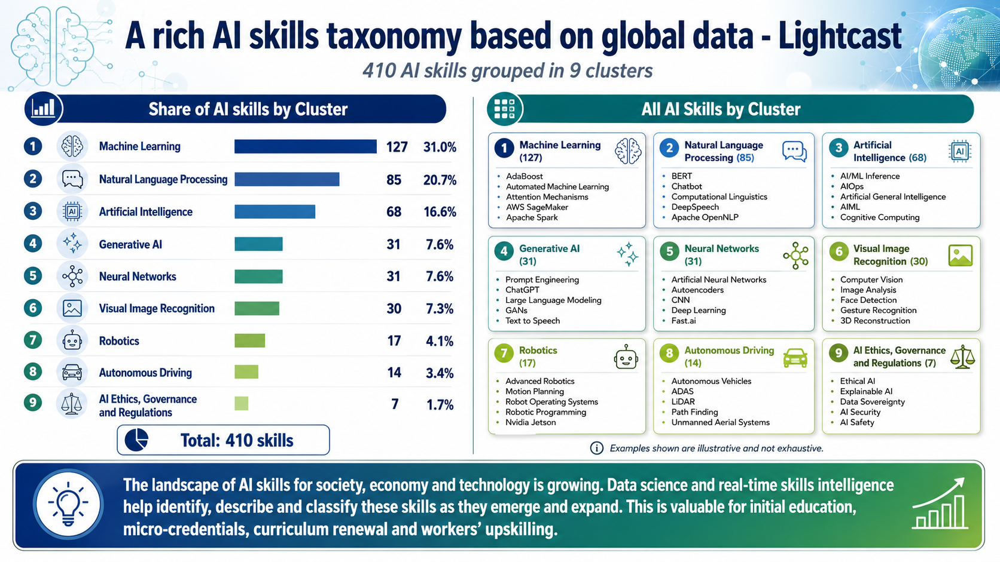 A rich AI skills taxonomy based on global data - Lightcast
410 AI skills grouped in 9 clusters
Share of AI skills by Cluster
1 Machine Learning 127 31.0%
2 Natural Language Processing 85 20.7%
3 AI Artificial Intelligence 68 16.6%
4 Generative AI 31 7.6%
5 Neural Networks 31 7.6%
6 Visual Image Recognition 30 7.3%
7 Robotics 17 4.1%
8 Autonomous Driving 14 3.4%
9 AI Ethics, Governance
and Regulations 7 1.7%
Total: 410 skills
All AI Skills by Cluster
1 Machine Learning
(127)
• AdaBoost
• Automated Machine Learning
• Attention Mechanisms
• AWS SageMaker
• Apache Spark
2 Natural Language
Processing (85)
• BERT
• Chatbot
• Computational Linguistics
• DeepSpeech
• Apache OpenNLP
3 Artificial
Intelligence (68)
AI
• AI/ML Inference
• AIOps
• Artificial General Intelligence
• AIML
• Cognitive Computing
4 Generative AI
(31)
• Prompt Engineering
• ChatGPT
• Large Language Modeling
• GANs
• Text to Speech
5 Neural Networks
(31)
• Artificial Neural Networks
• Autoencoders
• CNN
• Deep Learning
• Fast.ai
6 Visual Image
Recognition (30)
• Computer Vision
• Image Analysis
• Face Detection
• Gesture Recognition
• 3D Reconstruction
7 Robotics
(17)
• Advanced Robotics
• Motion Planning
• Robot Operating Systems
• Robotic Programming
• Nvidia Jetson
8 Autonomous Driving
(14)
• Autonomous Vehicles
• ADAS
• LiDAR
• Path Finding
• Unmanned Aerial Systems
9 AI Ethics, Governance
and Regulations (7)
• Ethical AI
• Explainable AI
• Data Sovereignty
• AI Security
• AI Safety
i Examples shown are illustrative and not exhaustive.
The landscape of AI skills for society, economy and technology is growing. Data science and real-time skills intelligence
help identify, describe and classify these skills as they emerge and expand. This is valuable for initial education,
micro-credentials, curriculum renewal and workers’ upskilling.